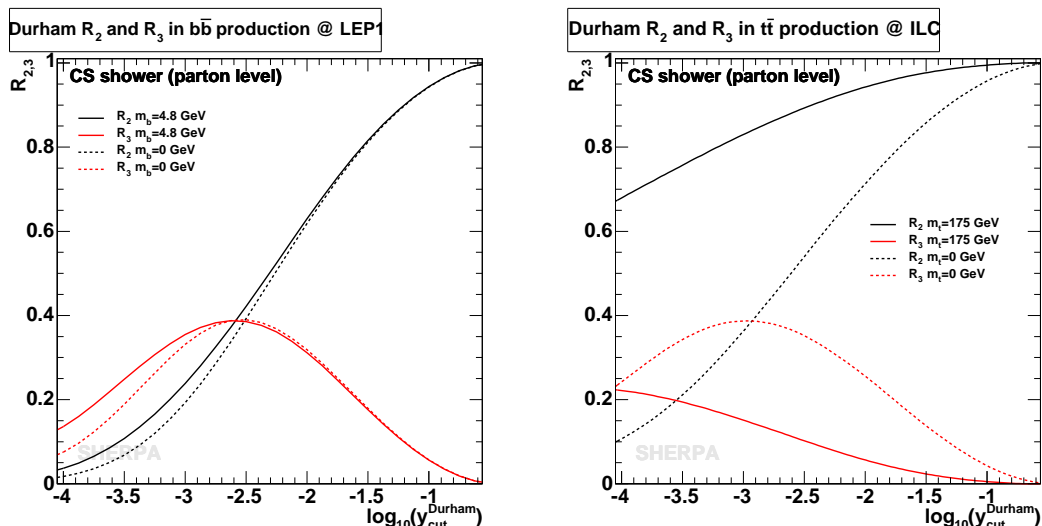 Durham R2 and R3 in bb̄ production @ LEP1
R2,3
1
0.8
0.6
0.4
0.2
0
CS shower (parton level)
R2 mb=4.8 GeV
R3 mb=4.8 GeV
R2 mb=0 GeV
R3 mb=0 GeV
SHERPA
-4 -3.5 -3 -2.5 -2 -1.5 -1
log10(ycut^Durham)
Durham R2 and R3 in tt̄ production @ ILC
R2,3
1
0.8
0.6
0.4
0.2
0
CS shower (parton level)
R2 mt=175 GeV
R3 mt=175 GeV
R2 mt=0 GeV
R3 mt=0 GeV
SHERPA
-4 -3.5 -3 -2.5 -2 -1.5 -1
log10(ycut^Durham)